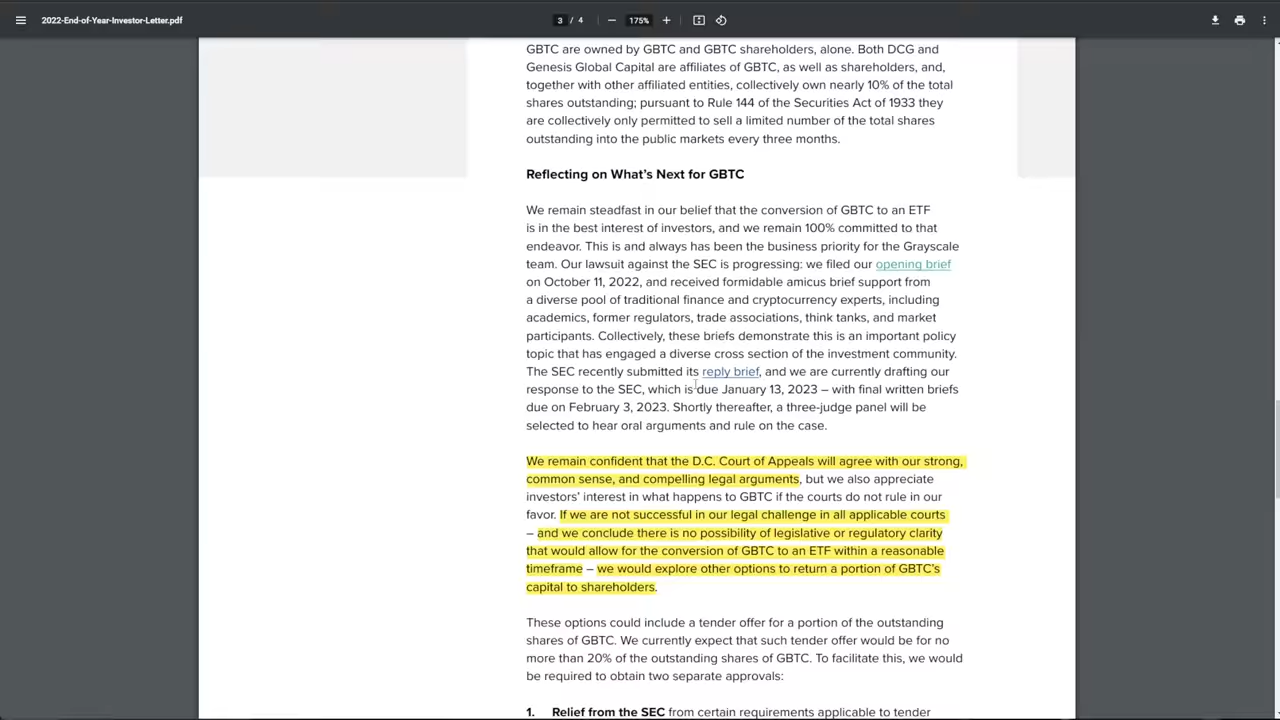 2022-End-of-Year-Investor-Letter.pdf
3 / 4
175%
GBTC are owned by GBTC and GBTC shareholders, alone. Both DCG and
Genesis Global Capital are affiliates of GBTC, as well as shareholders, and,
together with other affiliated entities, collectively own nearly 10% of the total
shares outstanding; pursuant to Rule 144 of the Securities Act of 1933 they
are collectively only permitted to sell a limited number of the total shares
outstanding into the public markets every three months.
Reflecting on What's Next for GBTC
We remain steadfast in our belief that the conversion of GBTC to an ETF
is in the best interest of investors, and we remain 100% committed to that
endeavor. This is and always has been the business priority for the Grayscale
team. Our lawsuit against the SEC is progressing: we filed our opening brief
on October 11, 2022, and received formidable amicus brief support from
a diverse pool of traditional finance and cryptocurrency experts, including
academics, former regulators, trade associations, think tanks, and market
participants. Collectively, these briefs demonstrate this is an important policy
topic that has engaged a diverse cross section of the investment community.
The SEC recently submitted its reply brief, and we are currently drafting our
response to the SEC, which is due January 13, 2023 – with final written briefs
due on February 3, 2023. Shortly thereafter, a three-judge panel will be
selected to hear oral arguments and rule on the case.
We remain confident that the D.C. Court of Appeals will agree with our strong,
common sense, and compelling legal arguments, but we also appreciate
investors' interest in what happens to GBTC if the courts do not rule in our
favor. If we are not successful in our legal challenge in all applicable courts
– and we conclude there is no possibility of legislative or regulatory clarity
that would allow for the conversion of GBTC to an ETF within a reasonable
timeframe – we would explore other options to return a portion of GBTC's
capital to shareholders.
These options could include a tender offer for a portion of the outstanding
shares of GBTC. We currently expect that such tender offer would be for no
more than 20% of the outstanding shares of GBTC. To facilitate this, we would
be required to obtain two separate approvals:
1. Relief from the SEC from certain requirements applicable to tender